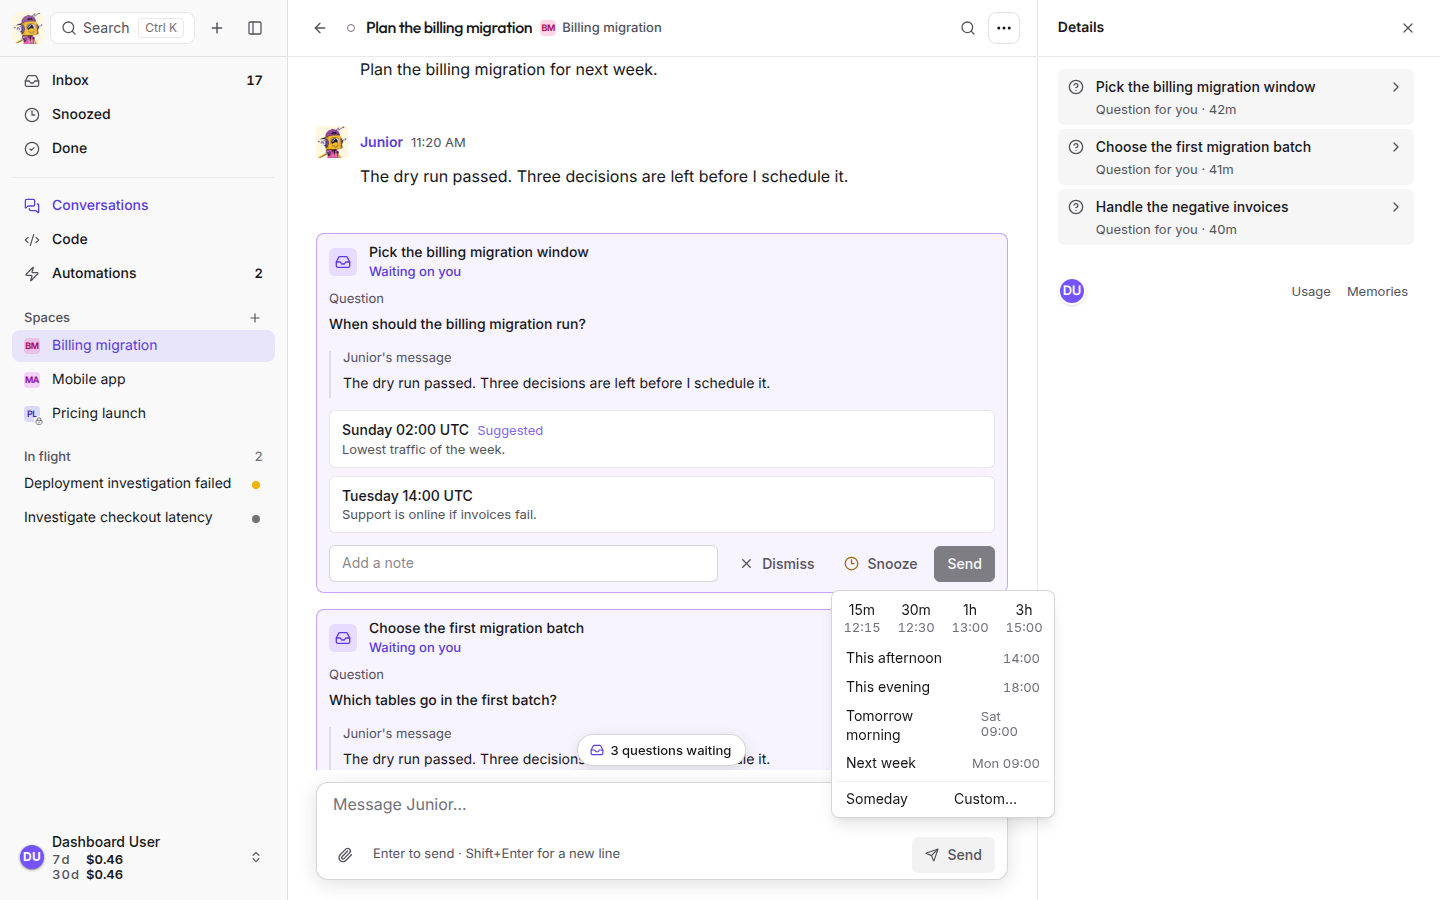 Search Ctrl K
Inbox 17
Snoozed
Done
Conversations
Code
Automations 2
Spaces
BM Billing migration
MA Mobile app
PL Pricing launch
In flight 2
Deployment investigation failed
Investigate checkout latency
DU Dashboard User
7d $0.46
30d $0.46
Plan the billing migration BM Billing migration
Plan the billing migration for next week.
Junior 11:20 AM
The dry run passed. Three decisions are left before I schedule it.
Pick the billing migration window
Waiting on you
Question
When should the billing migration run?
Junior's message
The dry run passed. Three decisions are left before I schedule it.
Sunday 02:00 UTC Suggested
Lowest traffic of the week.
Tuesday 14:00 UTC
Support is online if invoices fail.
Add a note Dismiss Snooze Send
15m 30m 1h 3h
12:15 12:30 13:00 15:00
This afternoon 14:00
This evening 18:00
Tomorrow morning Sat 09:00
Next week Mon 09:00
Someday Custom...
Choose the first migration batch
Waiting on you
Question
Which tables go in the first batch?
Junior's message
The dry run passed. Three decisions le it.
3 questions waiting
Message Junior...
Enter to send · Shift+Enter for a new line Send
Details
Pick the billing migration window
Question for you · 42m
Choose the first migration batch
Question for you · 41m
Handle the negative invoices
Question for you · 40m
DU Usage Memories